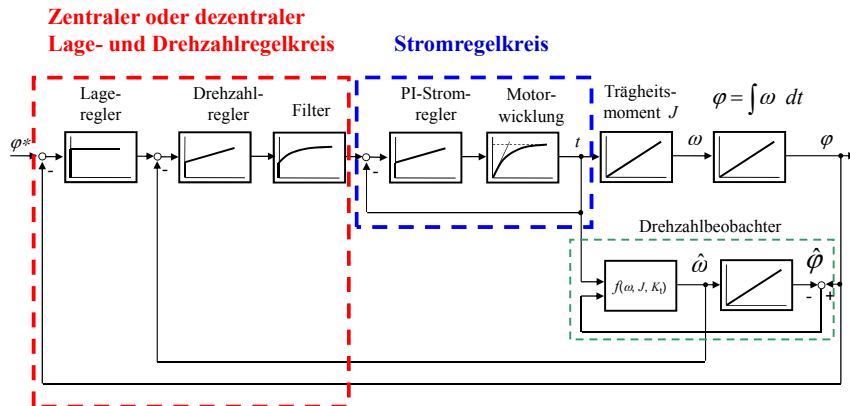 Zentraler oder dezentraler
Lage- und Drehzahlregelkreis
Stromregelkreis
Lage-
regler
Drehzahl-
regler
Filter
PI-Strom-
regler
Motor-
wicklung
Trägheits-
moment J
φ = ∫ ω dt
φ*
-
-
-
t
ω
φ
Drehzahlbeobachter
f(ω, J, Kₜ)
ω̂
φ̂
- +